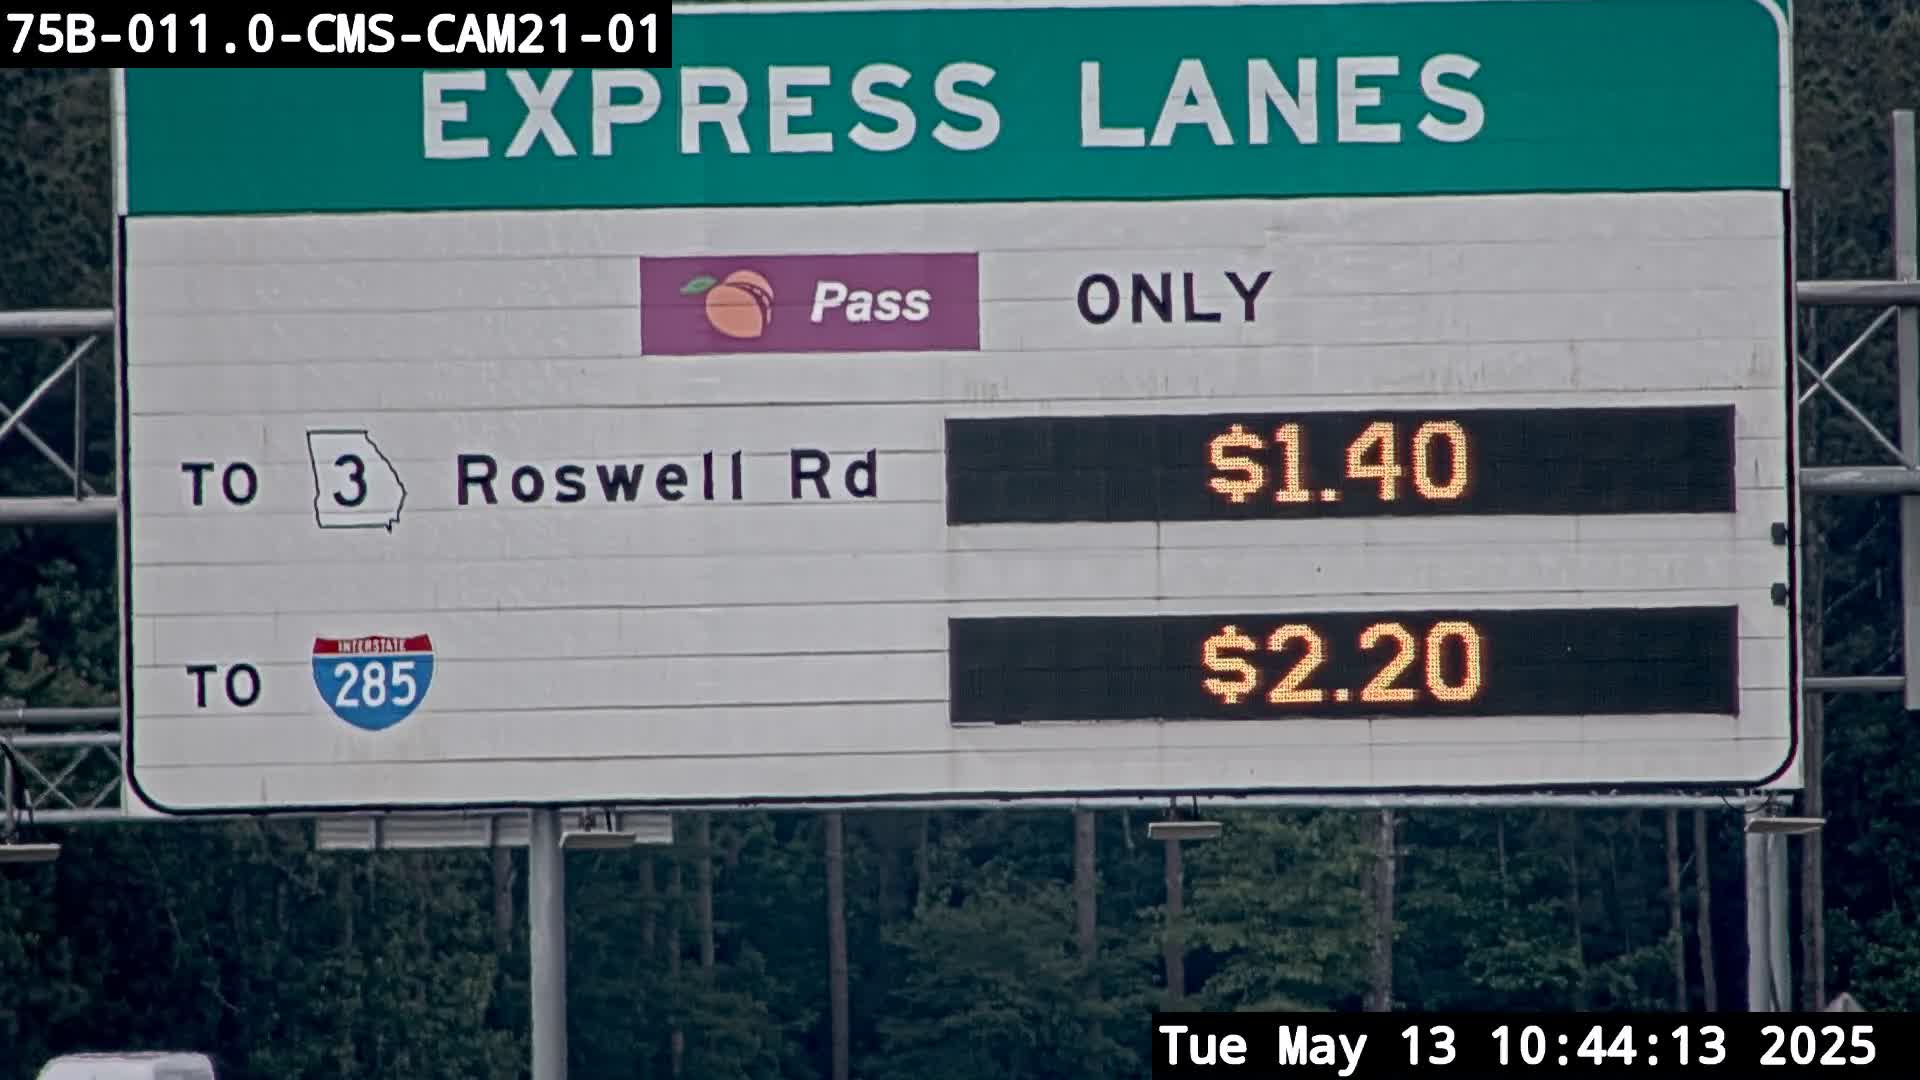 75B-011.0-CMS-CAM21-01
EXPRESS LANES
Pass ONLY
TO 3 Roswell Rd $1.40
INTERSTATE
TO 285 $2.20
Tue May 13 10:44:13 2025